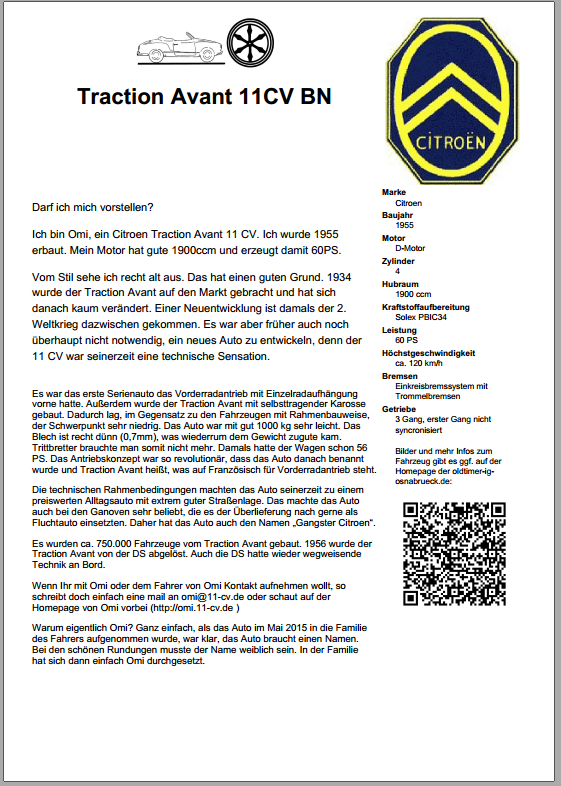 Traction Avant 11CV BN
CITROËN
Darf ich mich vorstellen?
Ich bin Omi, ein Citroen Traction Avant 11 CV. Ich wurde 1955
erbaut. Mein Motor hat gute 1900ccm und erzeugt damit 60PS.
Vom Stil sehe ich recht alt aus. Das hat einen guten Grund. 1934
wurde der Traction Avant auf den Markt gebracht und hat sich
danach kaum verändert. Einer Neuentwicklung ist damals der 2.
Weltkrieg dazwischen gekommen. Es war aber früher auch noch
überhaupt nicht notwendig, ein neues Auto zu entwickeln, denn der
11 CV war seinerzeit eine technische Sensation.
Es war das erste Serienauto das Vorderradantrieb mit Einzelradaufhängung
vorne hatte. Außerdem wurde der Traction Avant mit selbsttragender Karosse
gebaut. Dadurch lag, im Gegensatz zu den Fahrzeugen mit Rahmenbauweise,
der Schwerpunkt sehr niedrig. Das Auto war mit gut 1000 kg sehr leicht. Das
Blech ist recht dünn (0,7mm), was wiederrum dem Gewicht zugute kam.
Trittbretter brauchte man somit nicht mehr. Damals hatte der Wagen schon 56
PS. Das Antriebskonzept war so revolutionär, dass das Auto danach benannt
wurde und Traction Avant heißt, was auf Französisch für Vorderradantrieb steht.
Die technischen Rahmenbedingungen machten das Auto seinerzeit zu einem
preiswerten Alltagsauto mit extrem guter Straßenlage. Das machte das Auto
auch bei den Ganoven sehr beliebt, die es der Überlieferung nach gerne als
Fluchtauto einsetzten. Daher hat das Auto auch den Namen „Gangster Citroen“.
Es wurden ca. 750.000 Fahrzeuge vom Traction Avant gebaut. 1956 wurde der
Traction Avant von der DS abgelöst. Auch die DS hatte wieder wegweisende
Technik an Bord.
Wenn Ihr mit Omi oder dem Fahrer von Omi Kontakt aufnehmen wollt, so
schreibt doch einfach eine mail an omi@11-cv.de oder schaut auf der
Homepage von Omi vorbei (http://omi.11-cv.de )
Warum eigentlich Omi? Ganz einfach, als das Auto im Mai 2015 in die Familie
des Fahrers aufgenommen wurde, war klar, das Auto braucht einen Namen.
Bei den schönen Rundungen musste der Name weiblich sein. In der Familie
hat sich dann einfach Omi durchgesetzt.
Marke
Citroen
Baujahr
1955
Motor
D-Motor
Zylinder
4
Hubraum
1900 ccm
Kraftstoffaufbereitung
Solex PBIC34
Leistung
60 PS
Höchstgeschwindigkeit
ca. 120 km/h
Bremsen
Einkreisbremssystem mit
Trommelbremsen
Getriebe
3 Gang, erster Gang nicht
syncronisiert
Bilder und mehr Infos zum
Fahrzeug gibt es ggf. auf der
Homepage der oldtimer-ig-
osnabrueck.de: